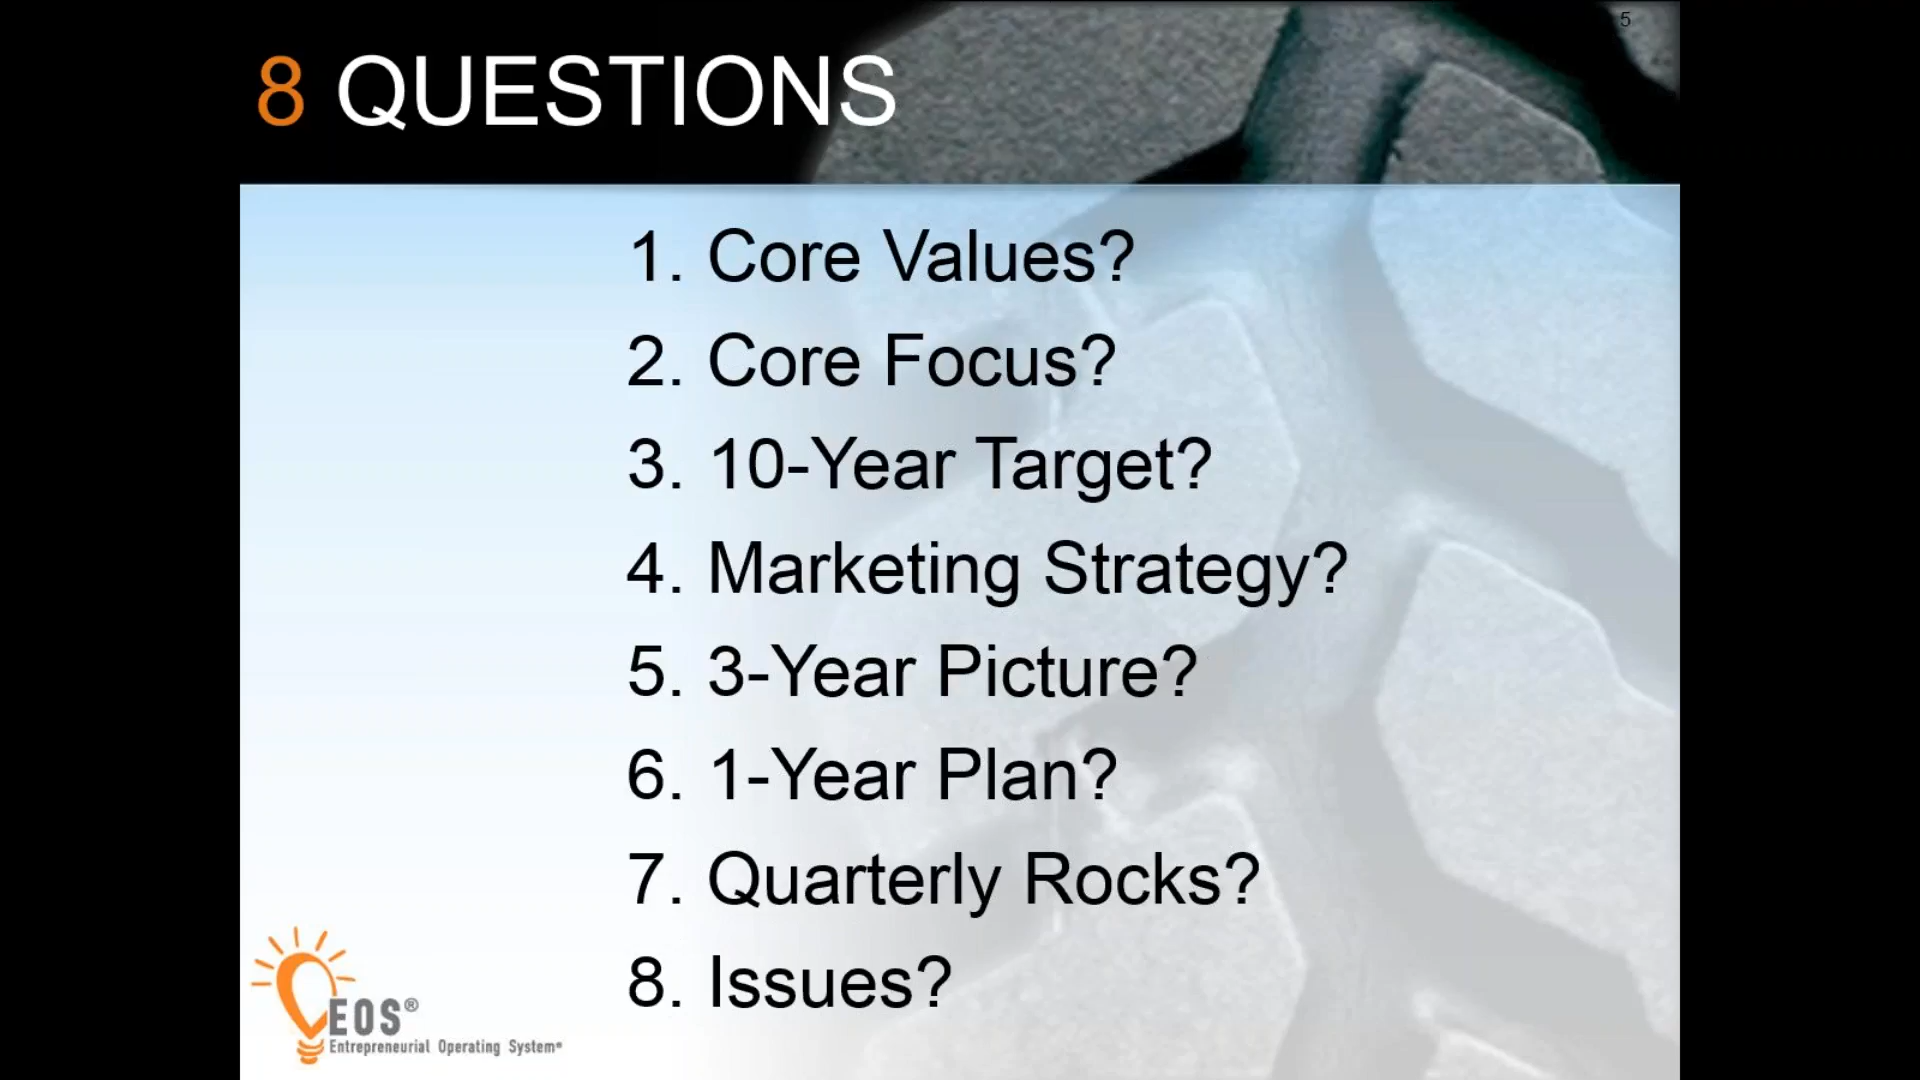 5
8 QUESTIONS
1. Core Values?
2. Core Focus?
3. 10-Year Target?
4. Marketing Strategy?
5. 3-Year Picture?
6. 1-Year Plan?
7. Quarterly Rocks?
8. Issues?
EOS®
Entrepreneurial Operating System®